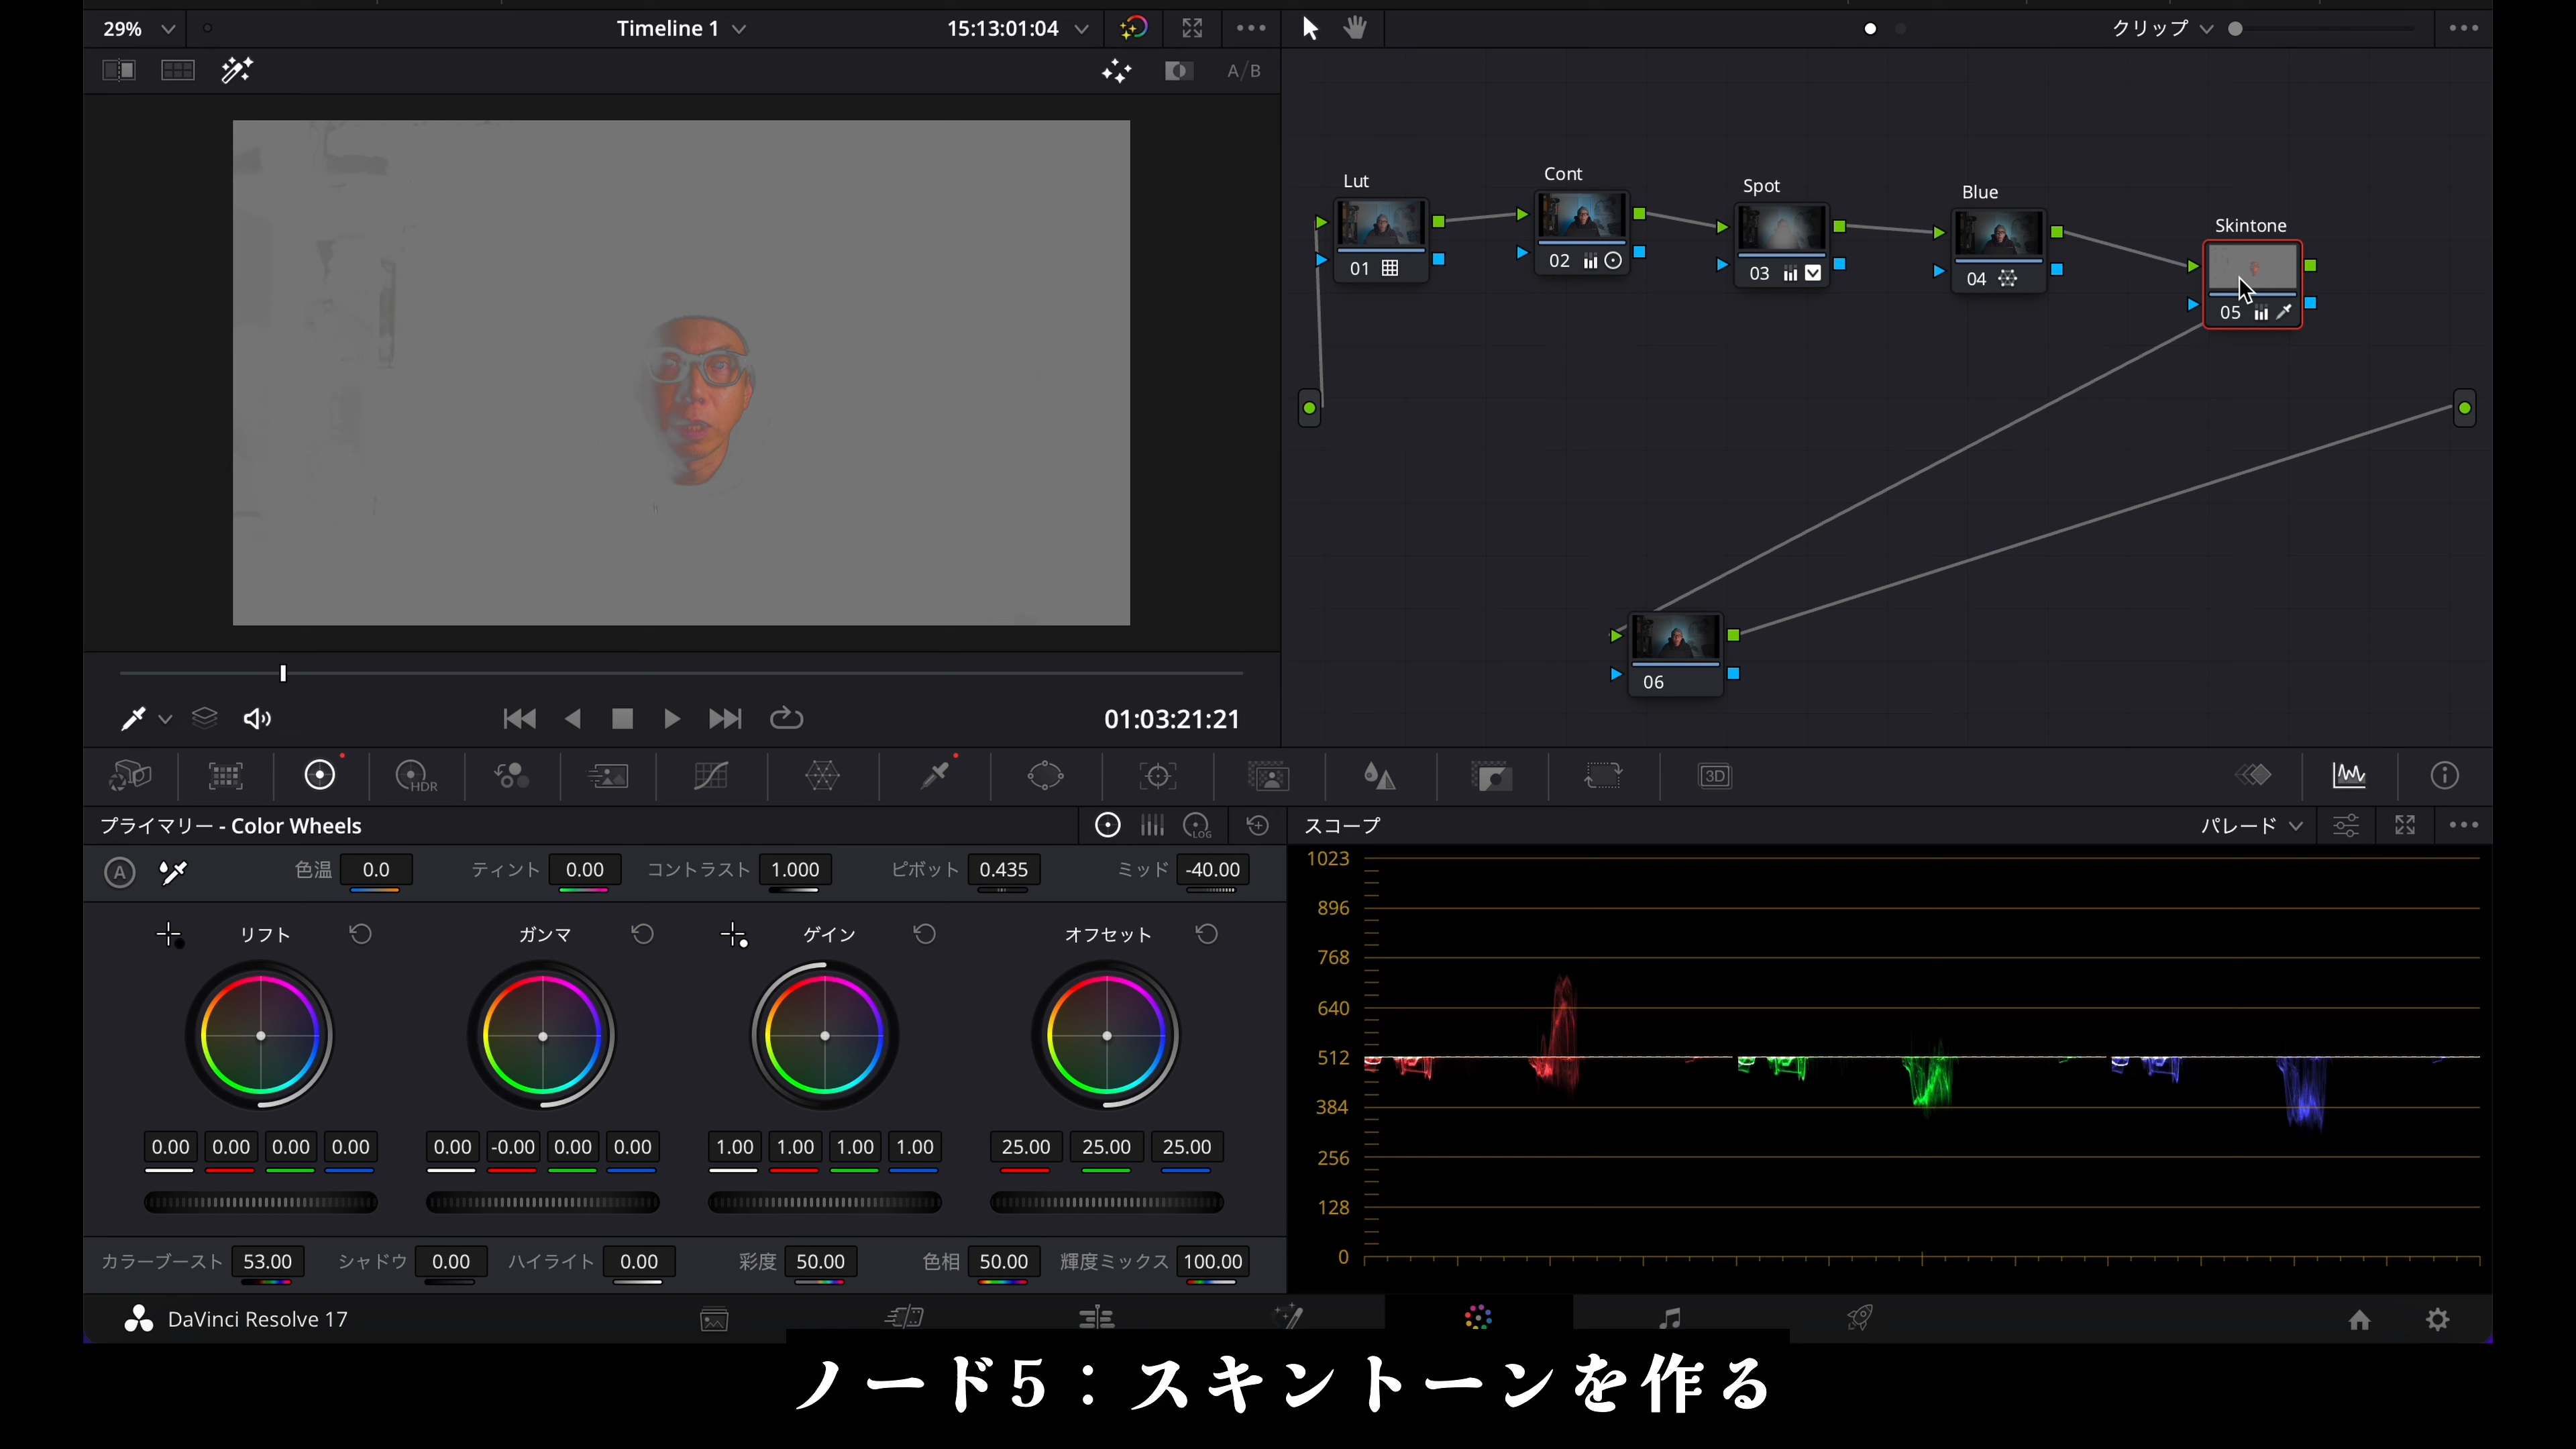 29%
Timeline 1
15:13:01:04
クリップ
A/B
Lut
Cont
Spot
Blue
Skintone
01
02
03
04
05
06
01:03:21:21
HDR
3D
プライマリー - Color Wheels
LOG
スコープ
パレード
A
色温 0.0
ティント 0.00
コントラスト 1.000
ピボット 0.435
ミッド -40.00
リフト
ガンマ
ゲイン
オフセット
0.00 0.00 0.00 0.00
0.00 -0.00 0.00 0.00
1.00 1.00 1.00 1.00
25.00 25.00 25.00
カラーブースト 53.00
シャドウ 0.00
ハイライト 0.00
彩度 50.00
色相 50.00
輝度ミックス 100.00
1023
896
768
640
512
384
256
128
0
DaVinci Resolve 17
ノード5：スキントーンを作る